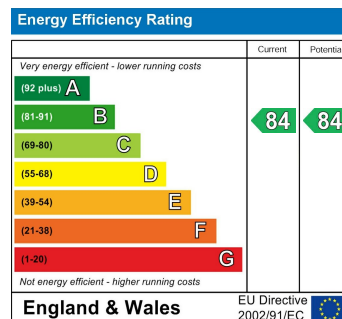 Energy Efficiency Rating
Current Potential
Very energy efficient - lower running costs
(92 plus) A
(81-91) B
84 84
(69-80) C
(55-68) D
(39-54) E
(21-38) F
(1-20) G
Not energy efficient - higher running costs
England & Wales
EU Directive
2002/91/EC